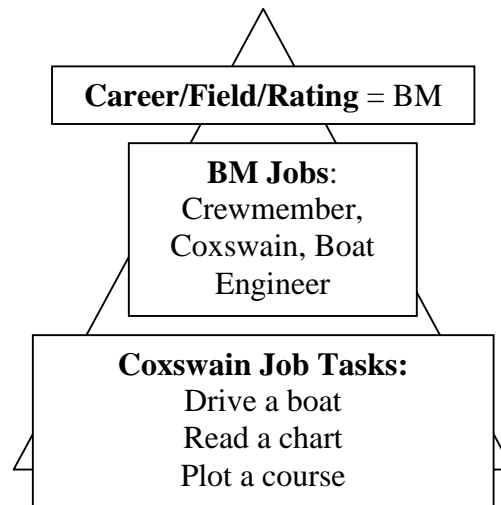 Career/Field/Rating = BM
BM Jobs:
Crewmember,
Coxswain, Boat
Engineer
Coxswain Job Tasks:
Drive a boat
Read a chart
Plot a course